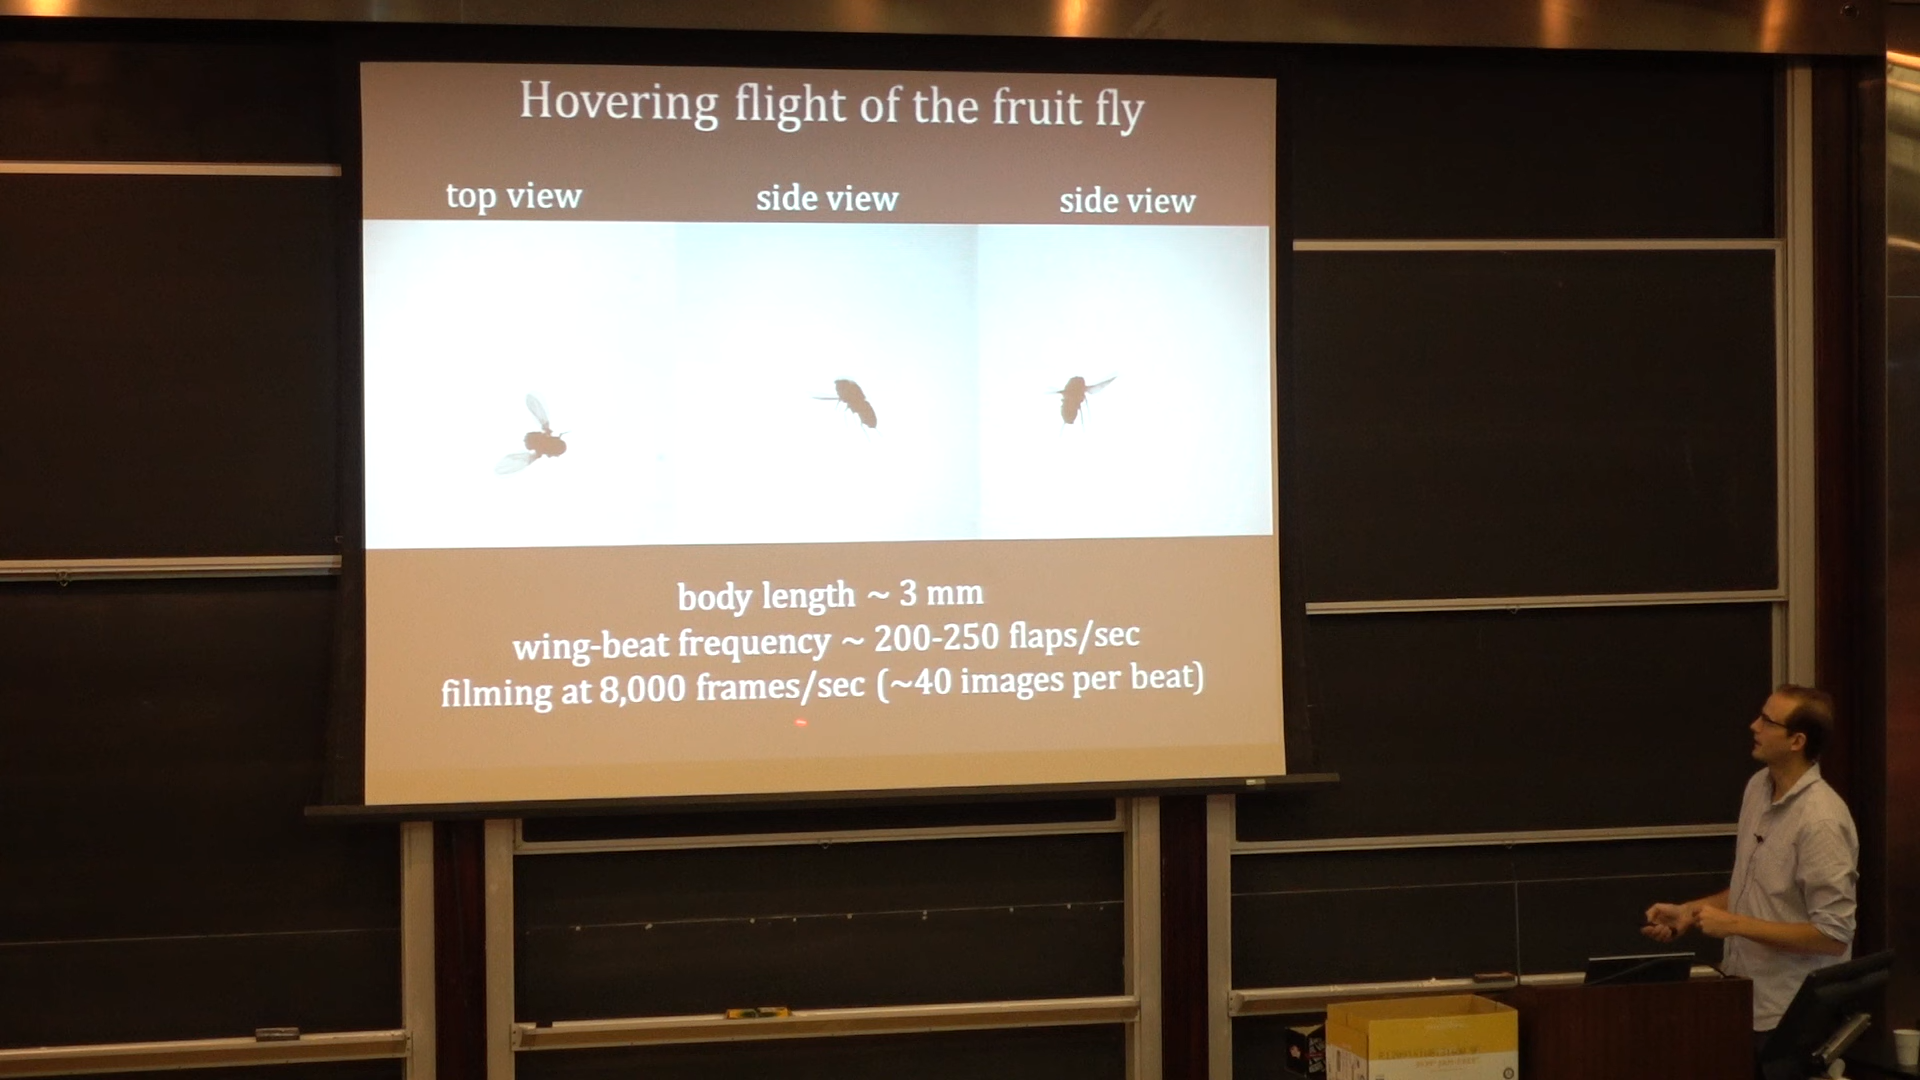 Hovering flight of the fruit fly
top view side view side view
body length ~ 3 mm
wing-beat frequency ~ 200-250 flaps/sec
filming at 8,000 frames/sec (~40 images per beat)